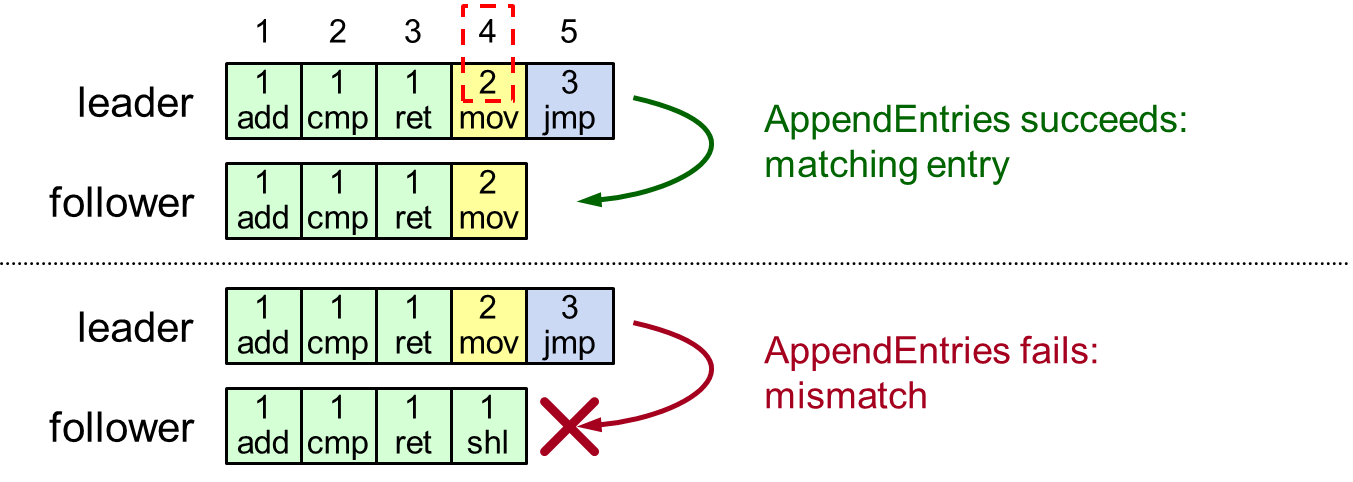 1 2 3 4 5
leader
1 1 1 2 3
add cmp ret mov jmp
AppendEntries succeeds:
matching entry
follower
1 1 1 2
add cmp ret mov
leader
1 1 1 2 3
add cmp ret mov jmp
AppendEntries fails:
mismatch
follower
1 1 1 1
add cmp ret shl